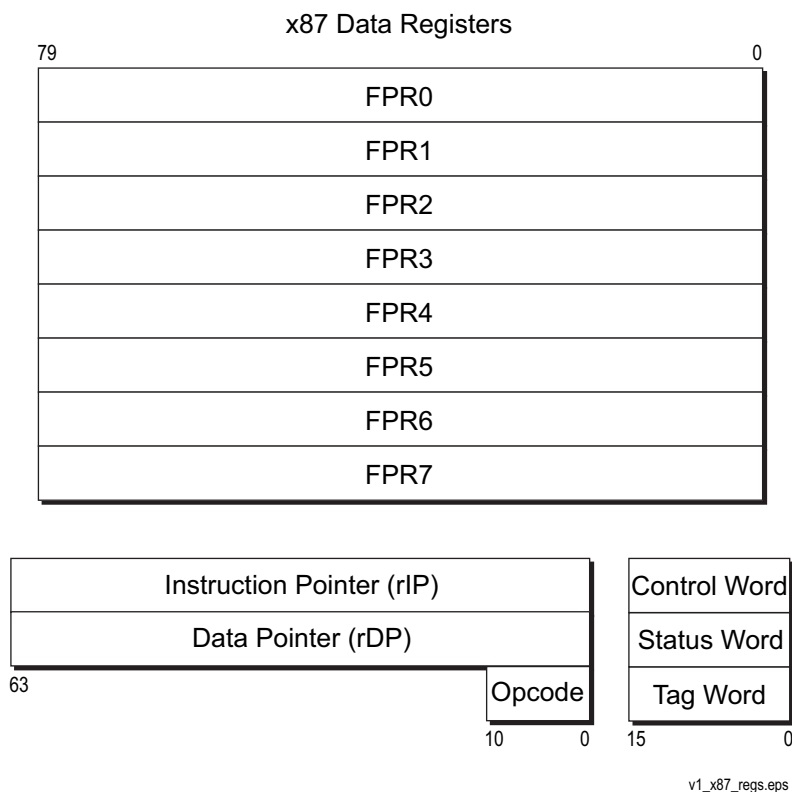 x87 Data Registers
79 0
FPR0
FPR1
FPR2
FPR3
FPR4
FPR5
FPR6
FPR7
Instruction Pointer (rIP)
Control Word
Data Pointer (rDP)
Status Word
63
Opcode
Tag Word
10 0
15 0
v1_x87_regs.eps